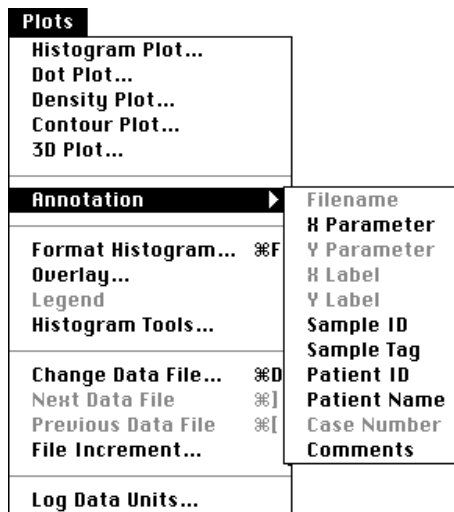 Plots
Histogram Plot...
Dot Plot...
Density Plot...
Contour Plot...
3D Plot...
Annotation
Filename
X Parameter
Y Parameter
X Label
Y Label
Sample ID
Sample Tag
Patient ID
Patient Name
Case Number
Comments
Format Histogram... ⌘F
Overlay...
Legend
Histogram Tools...
Change Data File... ⌘D
Next Data File ⌘]
Previous Data File ⌘[
File Increment...
Log Data Units...